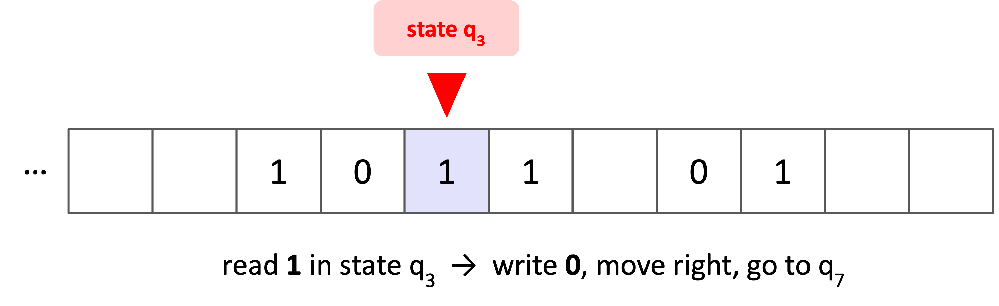 state q₃
... 1 0 1 1 0 1
read 1 in state q₃ → write 0, move right, go to q₇